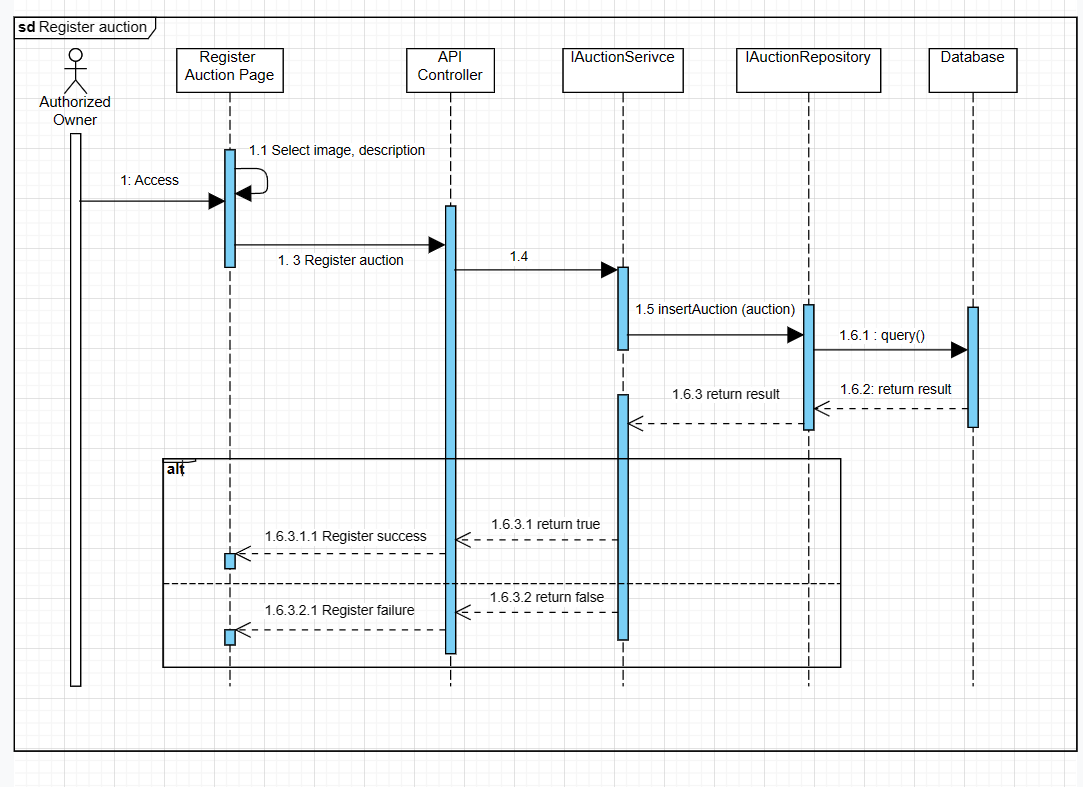 sd Register auction
Authorized
Owner
Register
Auction Page
API
Controller
IAuctionSerivce
IAuctionRepository
Database
1.1 Select image, description
1: Access
1. 3 Register auction
1.4
1.5 insertAuction (auction)
1.6.1 : query()
1.6.2: return result
1.6.3 return result
alt
1.6.3.1 return true
1.6.3.1.1 Register success
1.6.3.2 return false
1.6.3.2.1 Register failure